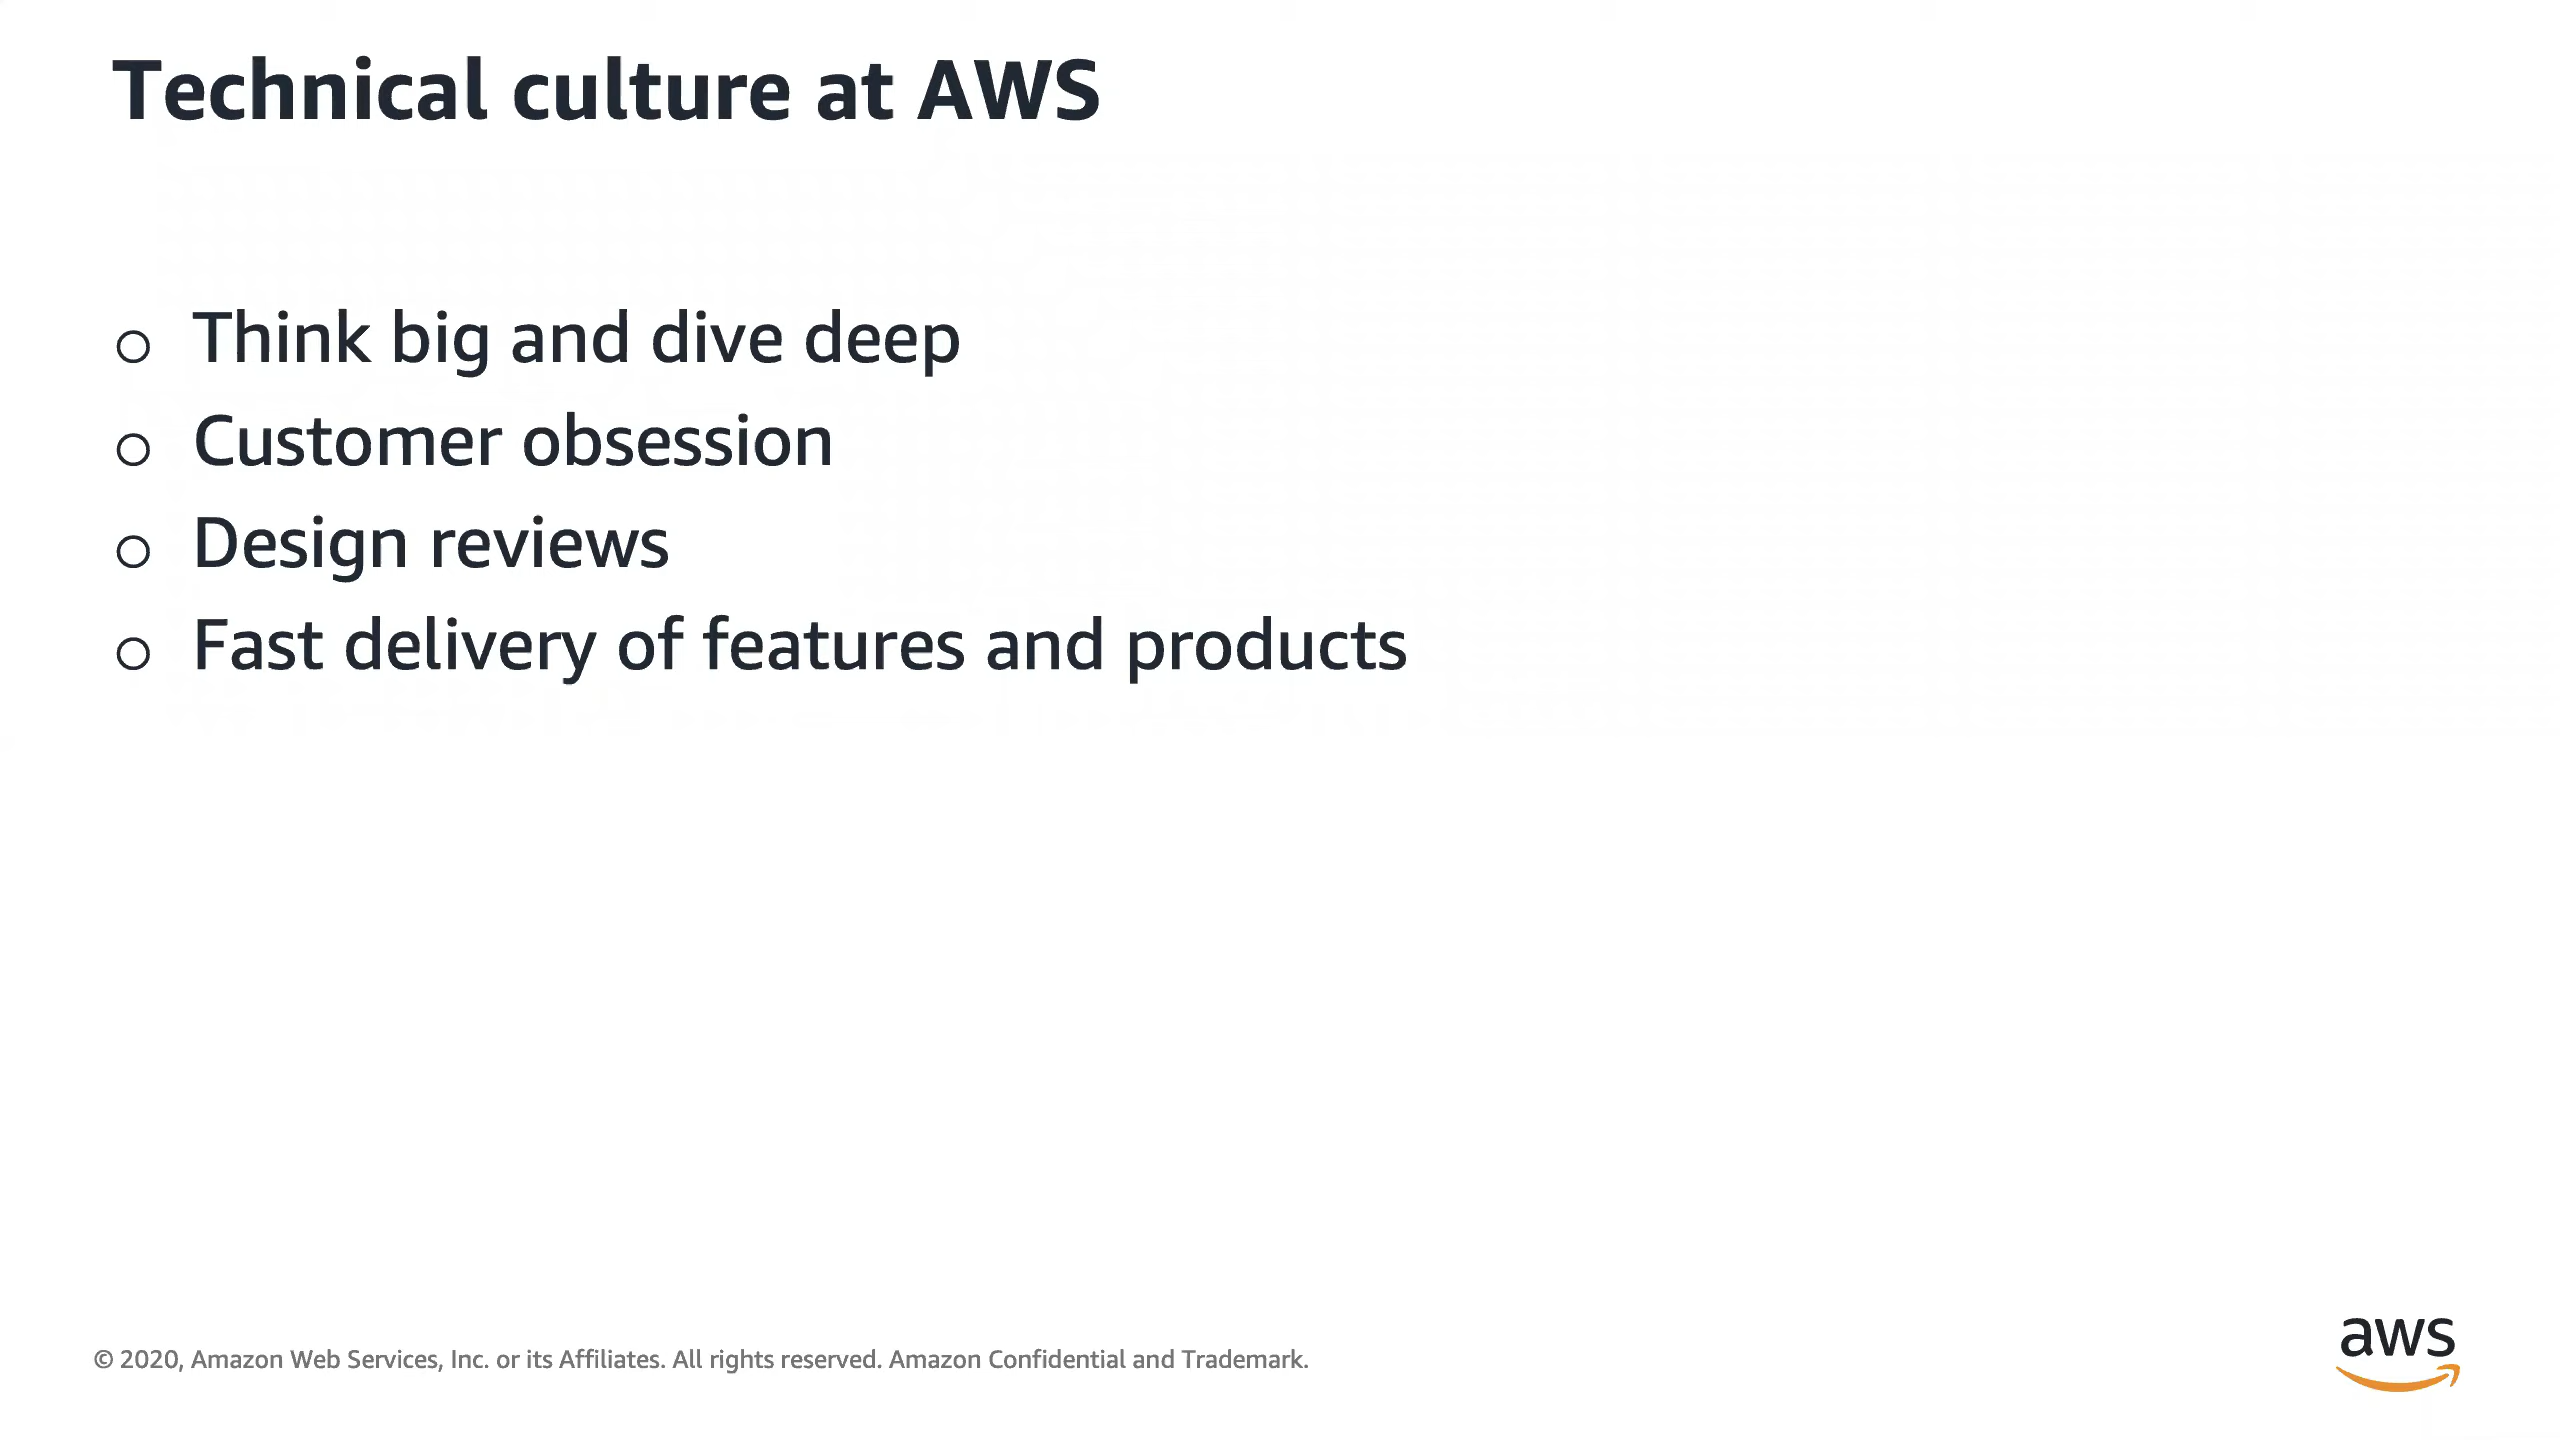 Technical culture at AWS
Think big and dive deep
Customer obsession
Design reviews
Fast delivery of features and products
© 2020, Amazon Web Services, Inc. or its Affiliates. All rights reserved. Amazon Confidential and Trademark.
aws